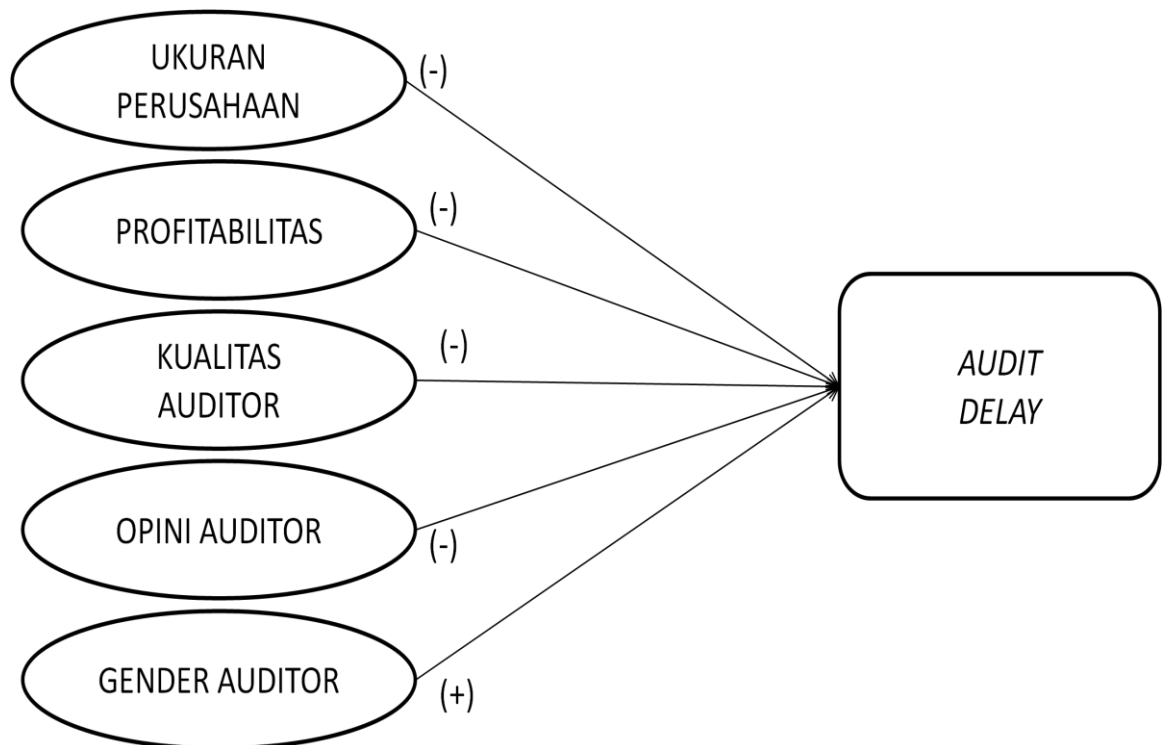 UKURAN
PERUSAHAAN
(-)
PROFITABILITAS
(-)
KUALITAS
AUDITOR
(-)
OPINI AUDITOR
(-)
GENDER AUDITOR
(+)
AUDIT
DELAY